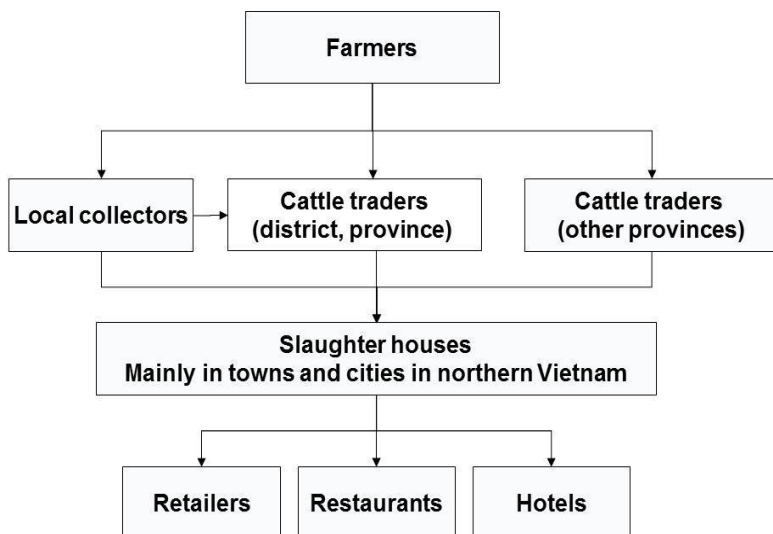 Farmers
Local collectors
Cattle traders
(district, province)
Cattle traders
(other provinces)
Slaughter houses
Mainly in towns and cities in northern Vietnam
Retailers
Restaurants
Hotels